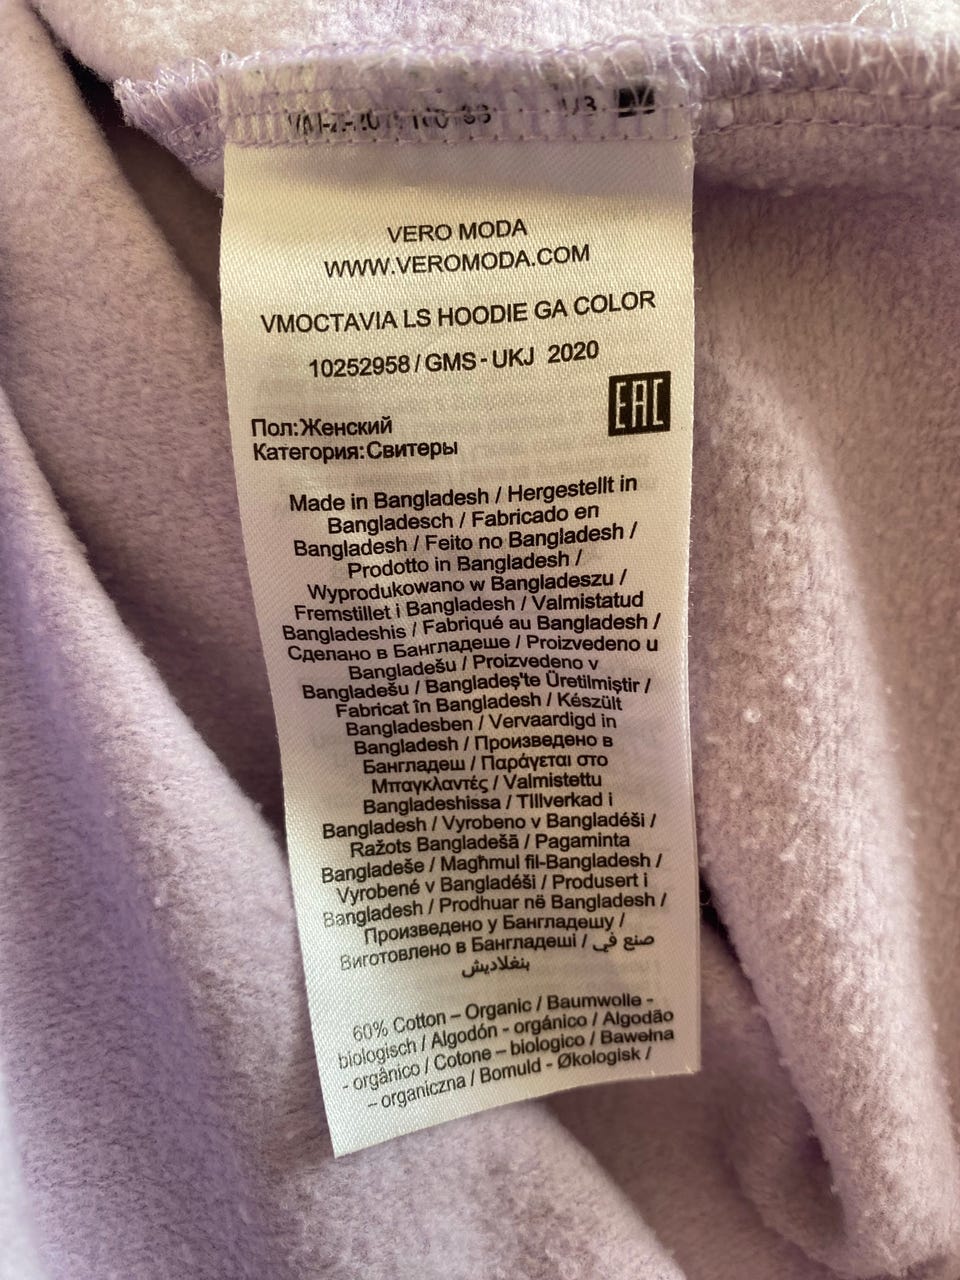 VERO MODA
WWW.VEROMODA.COM
VMOCTAVIA LS HOODIE GA COLOR
10252958 / GMS - UKJ 2020
EAC
Пол:Женский
Категория:Свитеры
Made in Bangladesh / Hergestellt in
Bangladesch / Fabricado en
Bangladesh / Feito no Bangladesh /
Prodotto in Bangladesh /
Wyprodukowano w Bangladeszu /
Fremstillet i Bangladesh / Valmistatud
Bangladeshis / Fabriqué au Bangladesh /
Сделано в Бангладеше / Proizvedeno u
Bangladešu / Proizvedeno v
Bangladešu / Bangladeş'te Üretilmiştir /
Fabricat în Bangladesh / Készült
Bangladesben / Vervaardigd in
Bangladesh / Произведено в
Бангладеш / Παράγεται στο
Μπαγκλαντές / Valmistettu
Bangladeshissa / Tillverkad i
Bangladesh / Vyrobeno v Bangladéši /
Ražots Bangladešā / Pagaminta
Bangladeše / Magħmul fil-Bangladesh /
Vyrobené v Bangladéši / Produsert i
Bangladesh / Prodhuar në Bangladesh /
Произведено у Бангладешу /
Виготовлено в Бангладеші / صنع في
بنغلاديش
60% Cotton – Organic / Baumwolle -
biologisch / Algodón - orgánico / Algodão
- orgânico / Cotone – biologico / Bawełna
– organiczna / Bomuld - Økologisk /